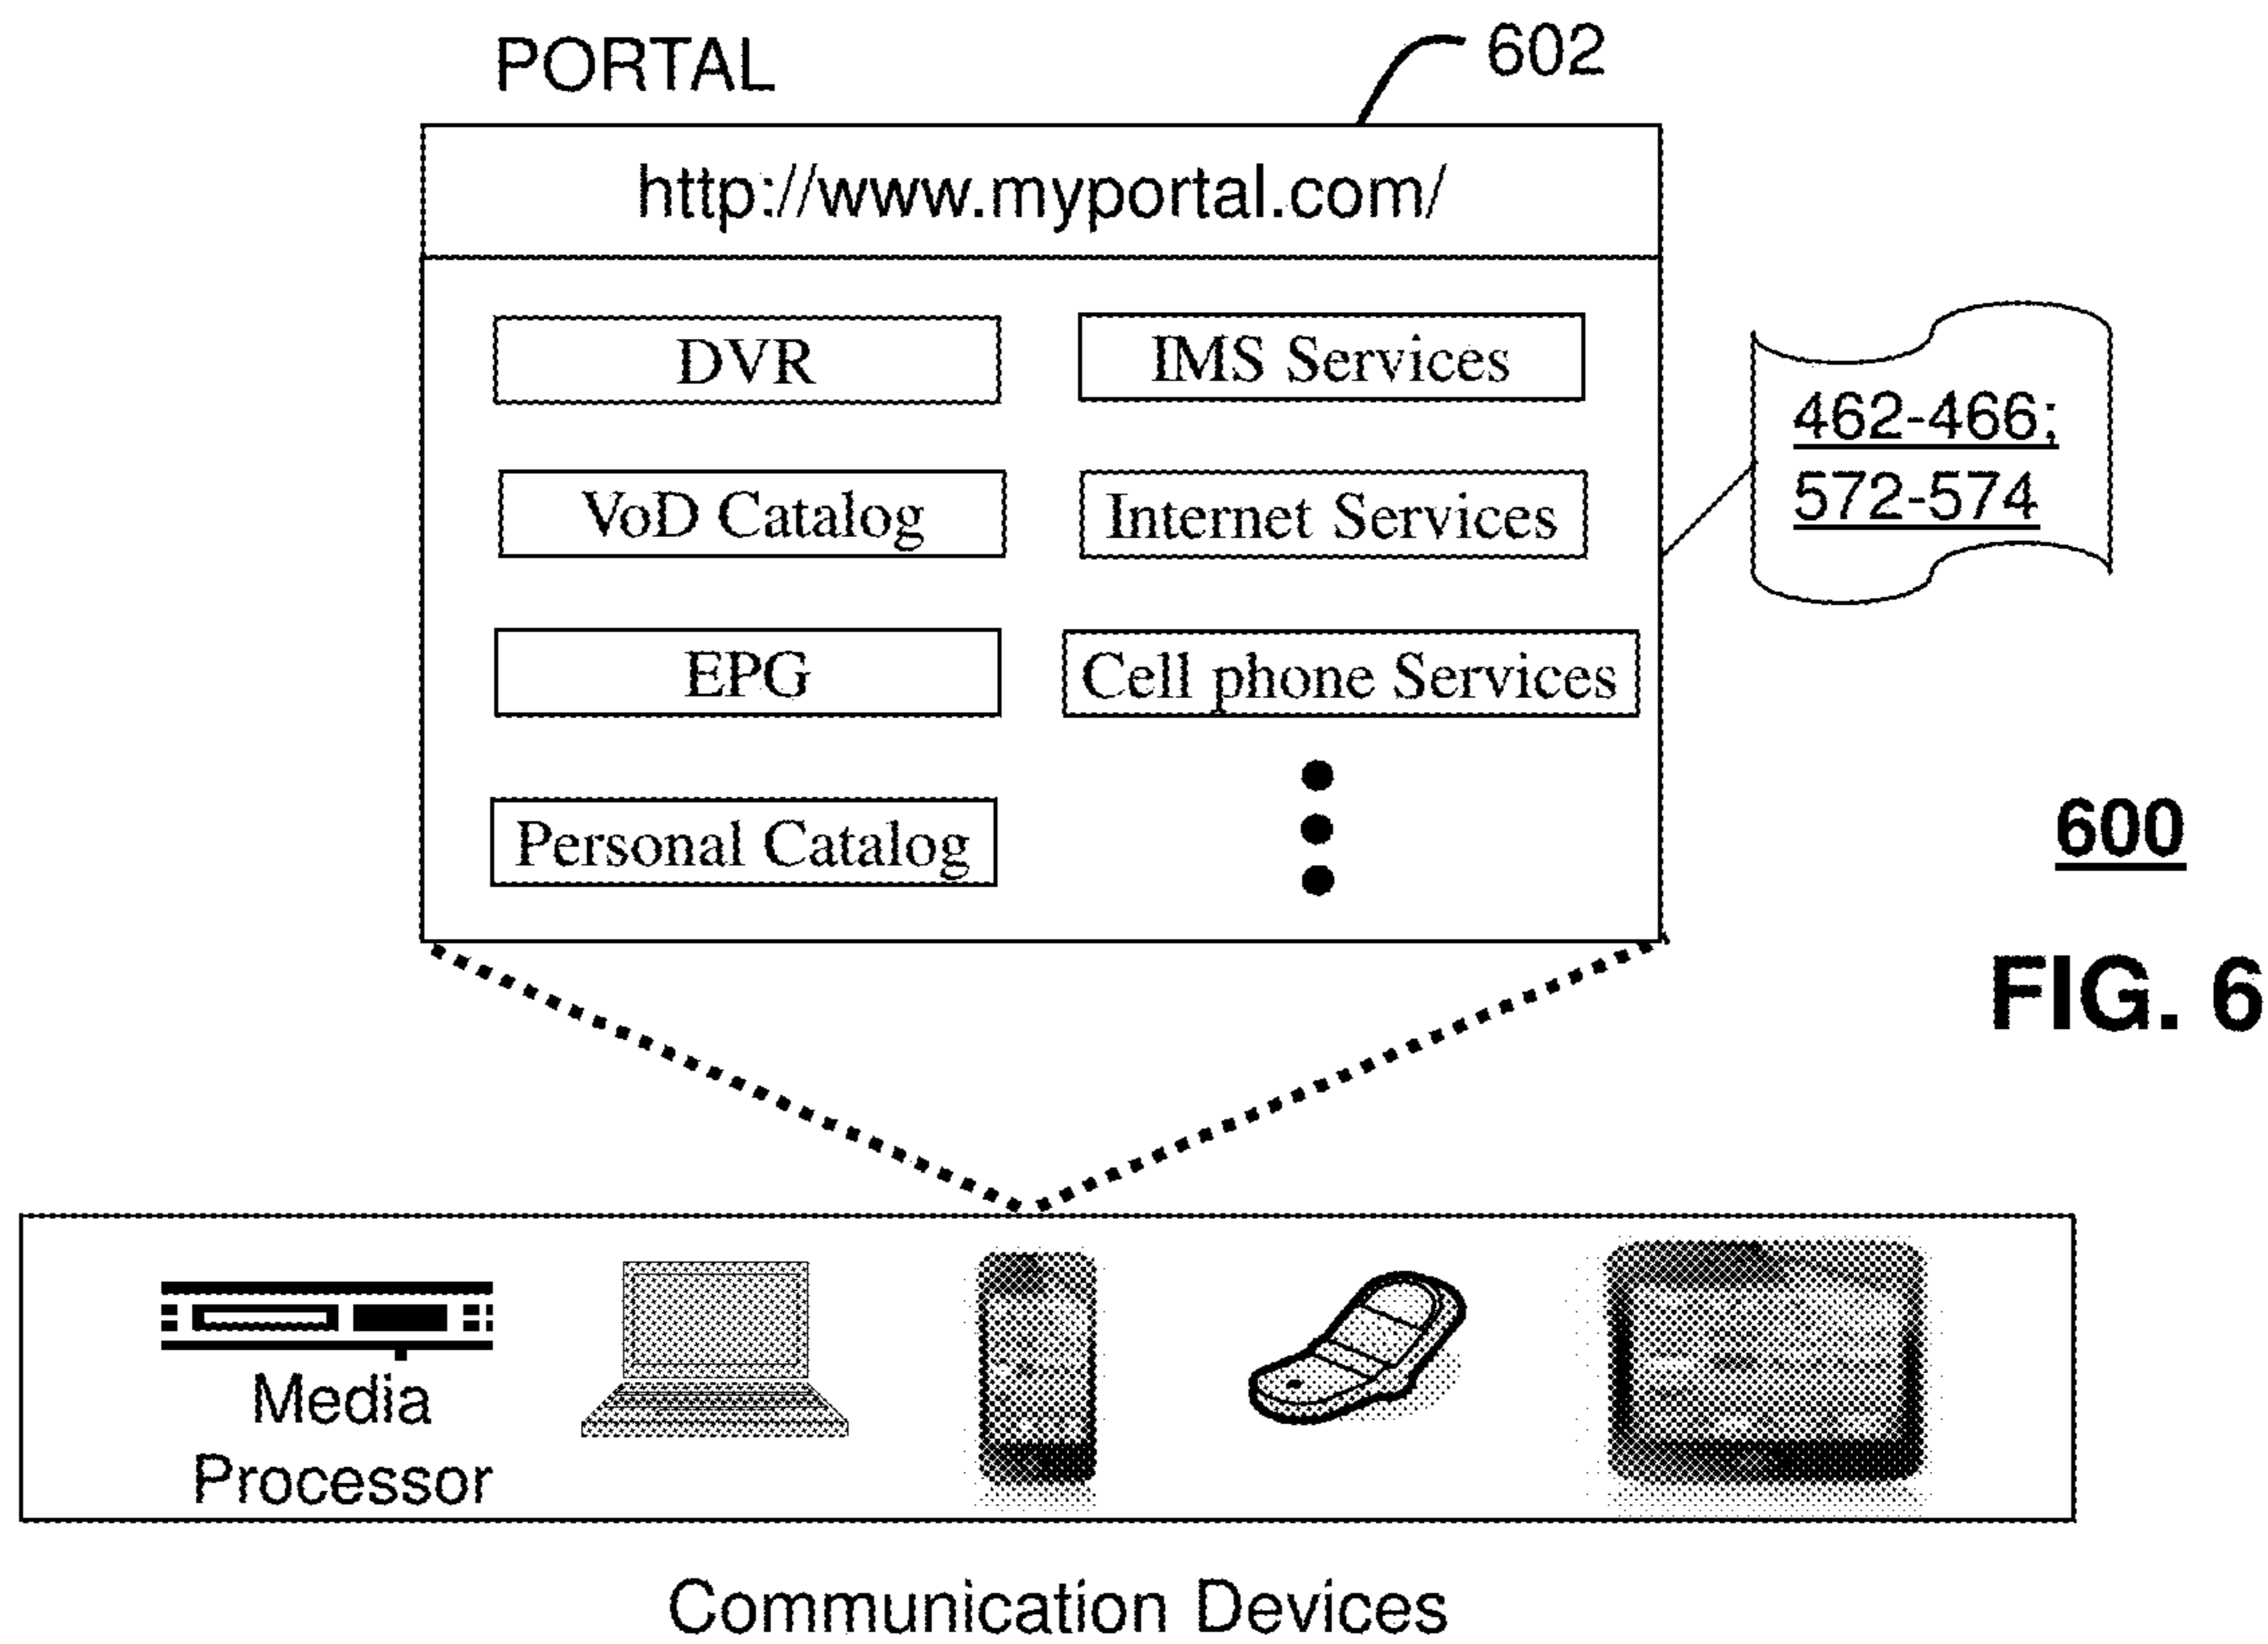 PORTAL
602
http://www.myportal.com/
DVR
IMS Services
VoD Catalog
Internet Services
EPG
Cell phone Services
Personal Catalog
462-466;
572-574
600
FIG. 6
Media
Processor
Communication Devices